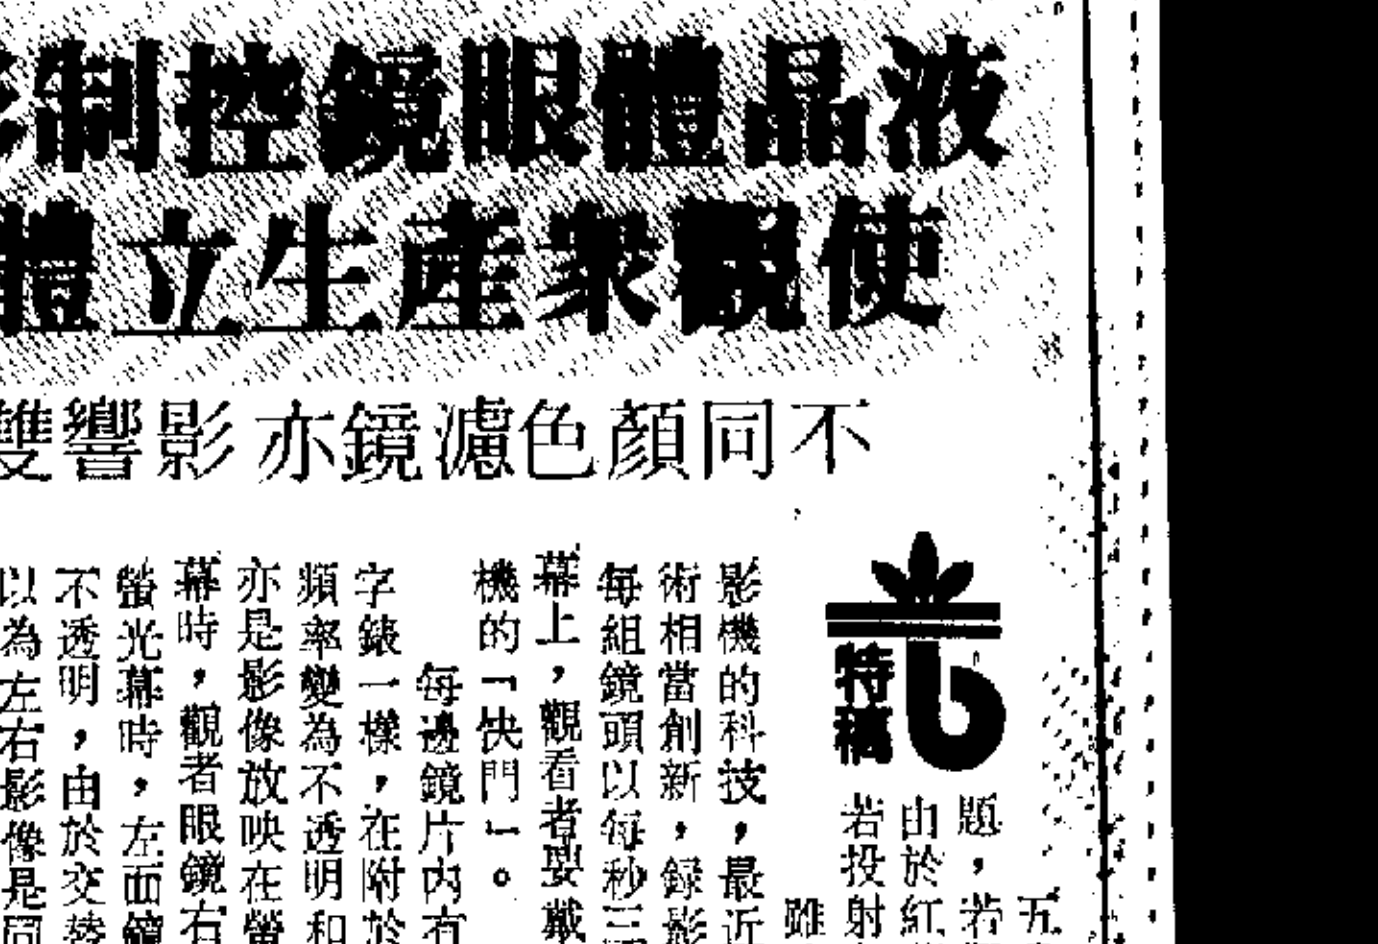 液晶體眼鏡控制
使觀眾產生立體
不同顏色濾鏡亦影響雙
特稿
五
題，若
由於紅
若投射
雖
影機的科技，最近
術相當創新，錄影
每組鏡頭以每秒三
幕上，觀看者要戴
機的「快門」。
每邊鏡片內有
字錶一樣，在附於
頻率變為不透明和
亦是影像放映在螢
幕時，觀者眼鏡右
螢光幕時，左面鏡
不透明，由於交替
以為左右影像是同